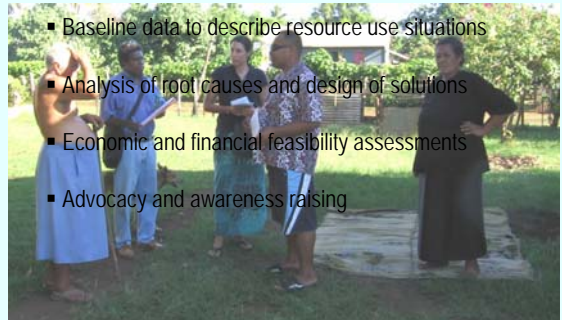 ▪ Baseline data to describe resource use situations
▪ Analysis of root causes and design of solutions
▪ Economic and financial feasibility assessments
▪ Advocacy and awareness raising